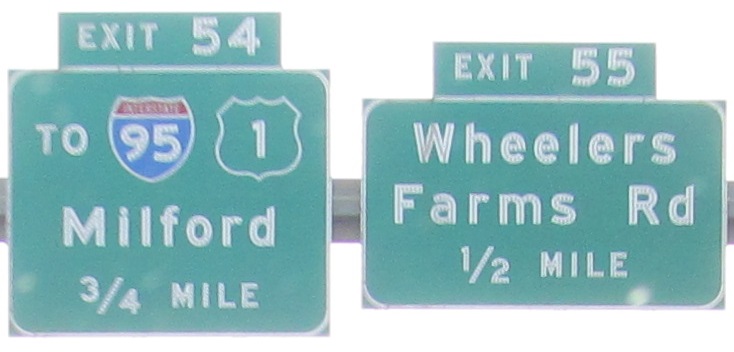 EXIT 54
TO INTERSTATE 95 1
Milford
3/4 MILE
EXIT 55
Wheelers
Farms Rd
1/2 MILE